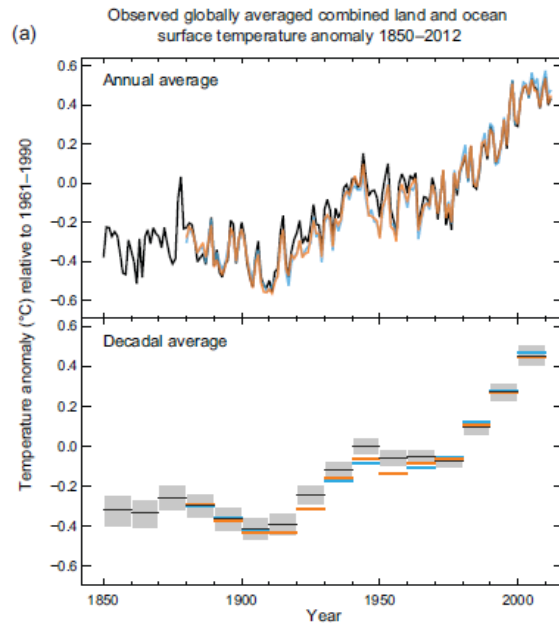 (a)
Observed globally averaged combined land and ocean
surface temperature anomaly 1850–2012
Temperature anomaly (°C) relative to 1961–1990
Annual average
0.6
0.4
0.2
0.0
−0.2
−0.4
−0.6
Decadal average
0.6
0.4
0.2
0.0
−0.2
−0.4
−0.6
1850
1900
1950
2000
Year